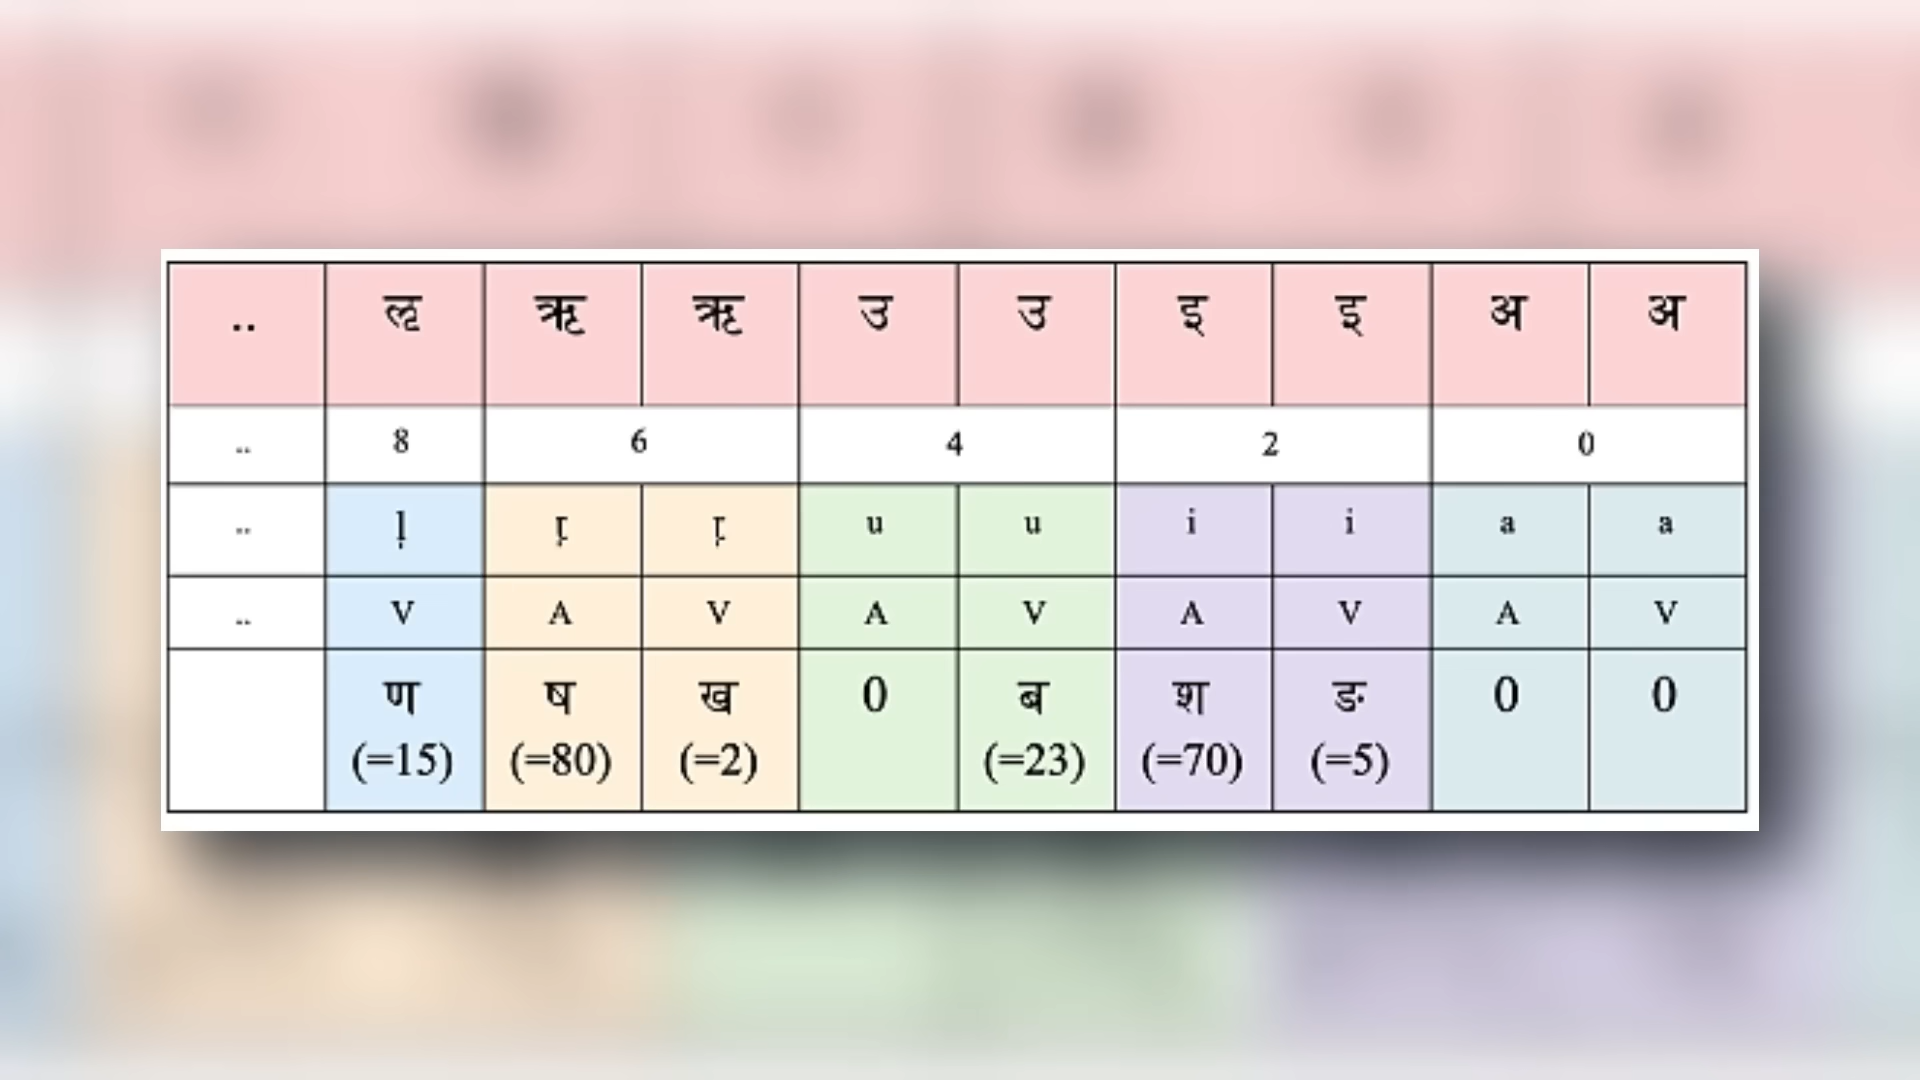 .. ऌ ऋ ऋ उ उ इ इ अ अ
.. 8 6 4 2 0
.. ḷ ṛ ṛ u u i i a a
.. V A V A V A V A V
ण ष ख 0 ब श ङ 0 0
(=15) (=80) (=2) (=23) (=70) (=5)